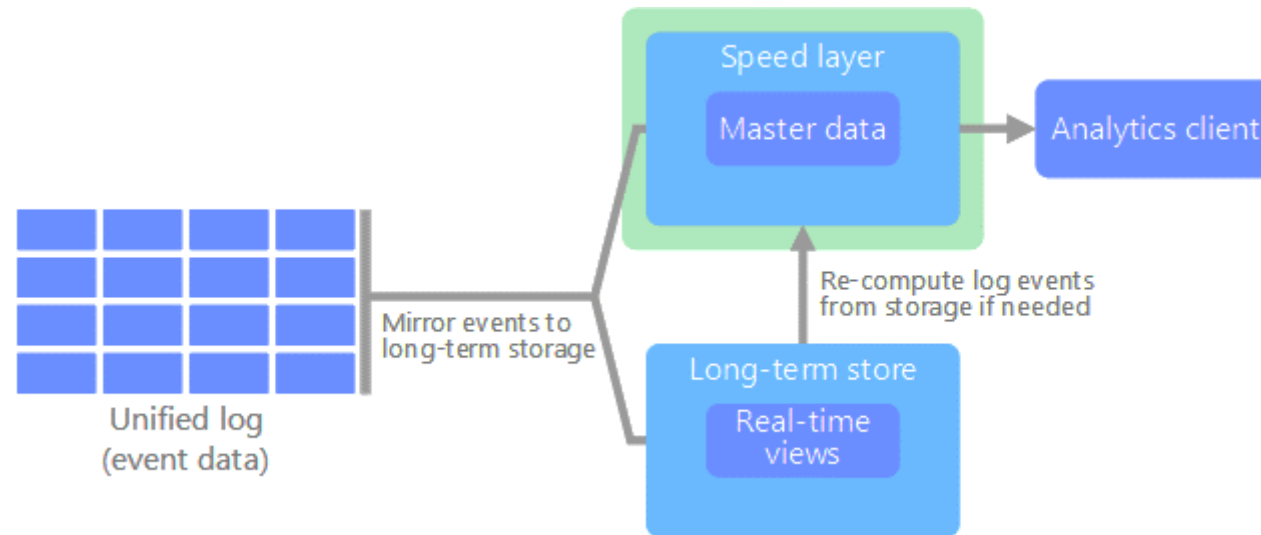 Speed layer
Master data
Analytics client
Re-compute log events
from storage if needed
Mirror events to
long-term storage
Long-term store
Real-time
views
Unified log
(event data)